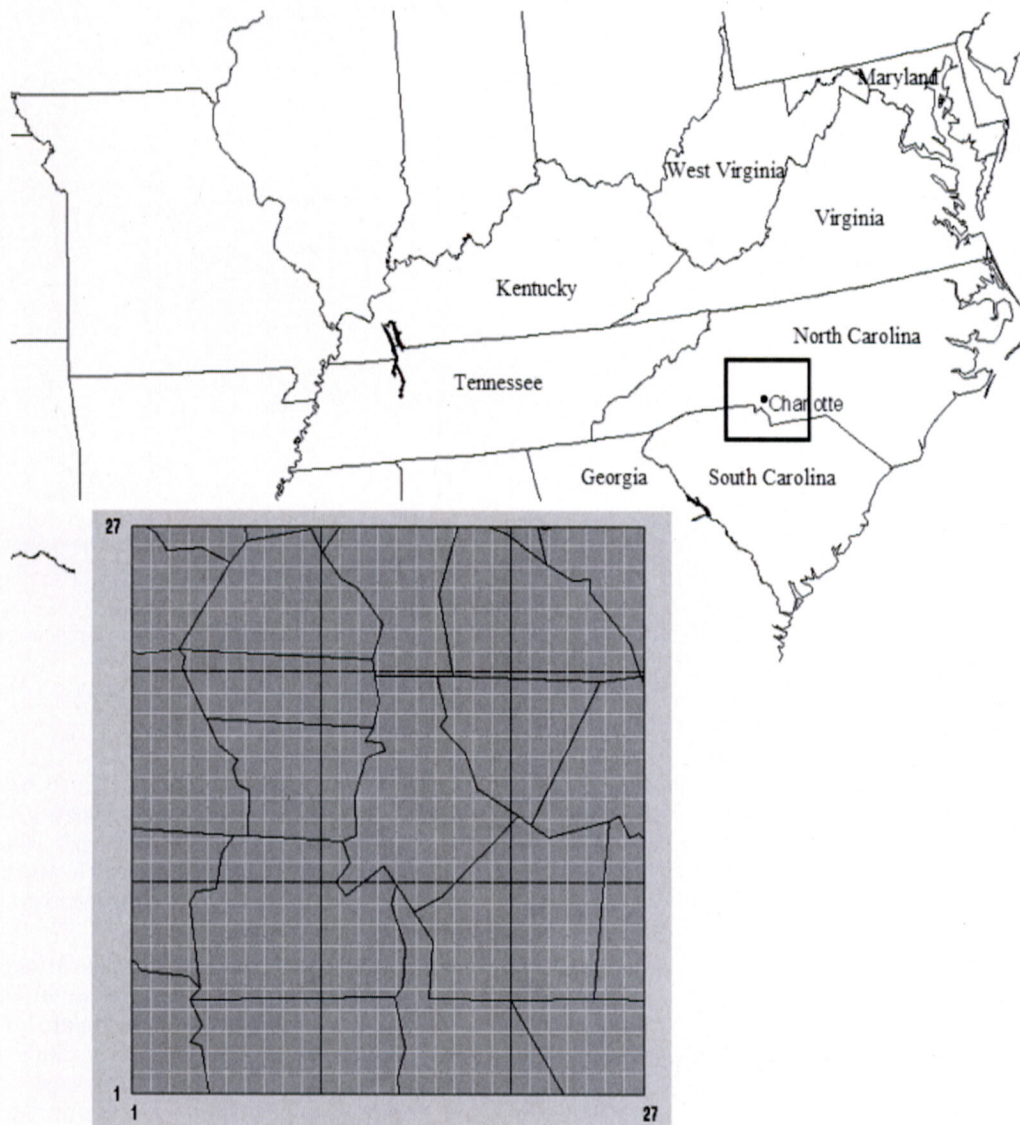 Maryland
West Virginia
Virginia
Kentucky
North Carolina
Tennessee
Charlotte
Georgia
South Carolina
27
1
1
27